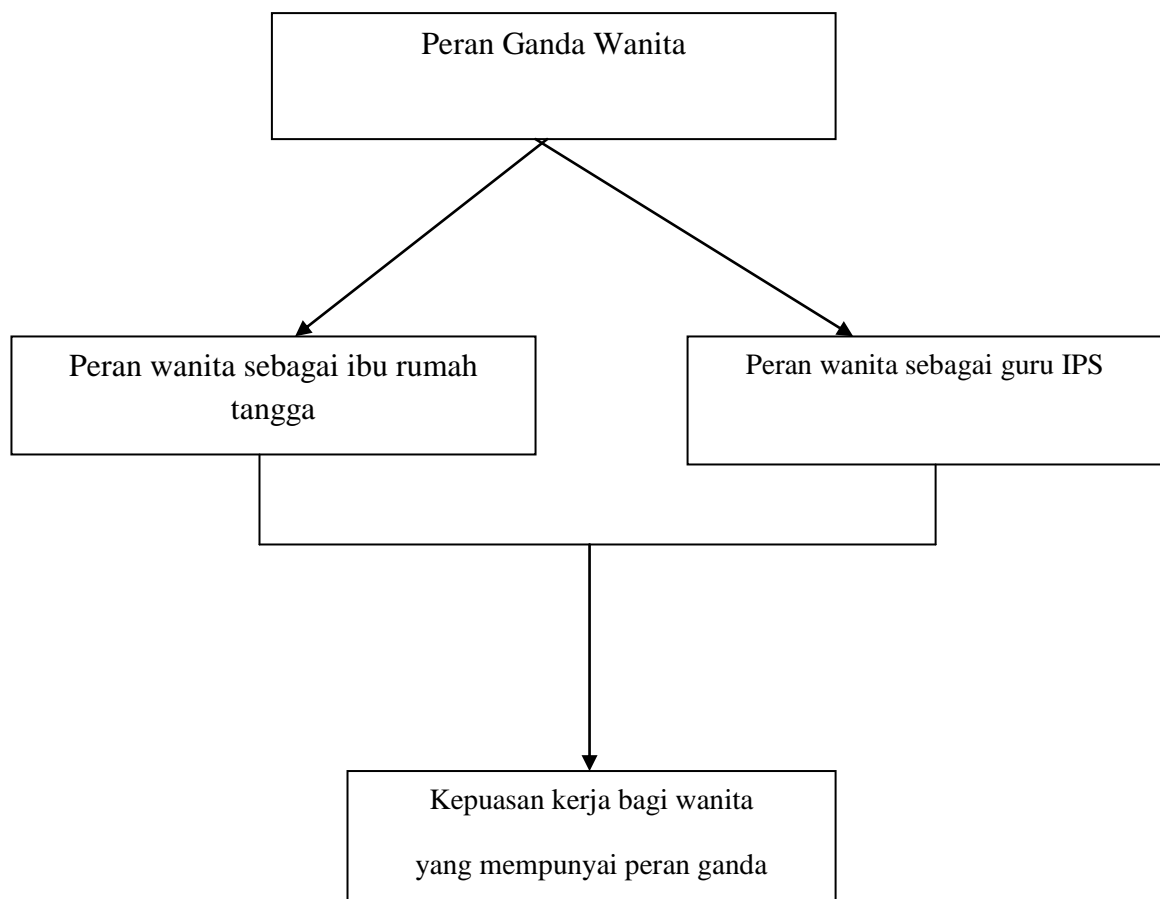 Peran Ganda Wanita
Peran wanita sebagai ibu rumah
tangga
Peran wanita sebagai guru IPS
Kepuasan kerja bagi wanita
yang mempunyai peran ganda